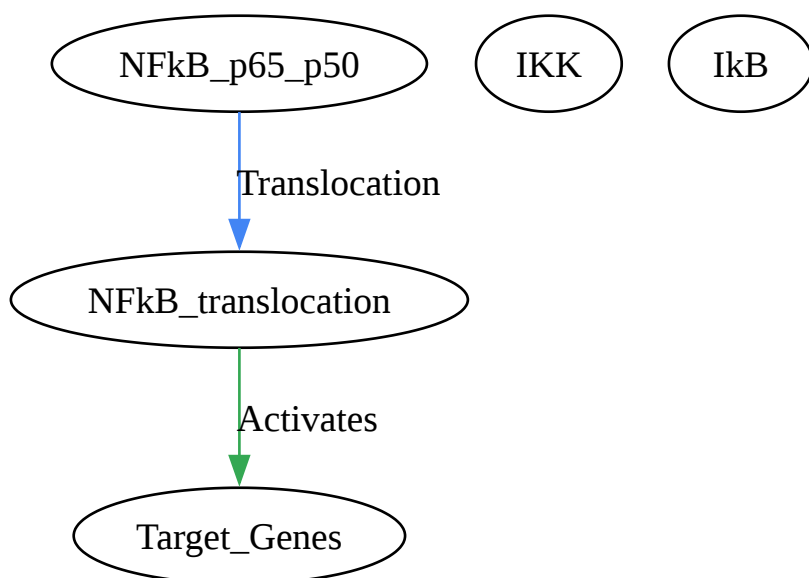 NFkB_p65_p50
IKK
IkB
Translocation
NFkB_translocation
Activates
Target_Genes